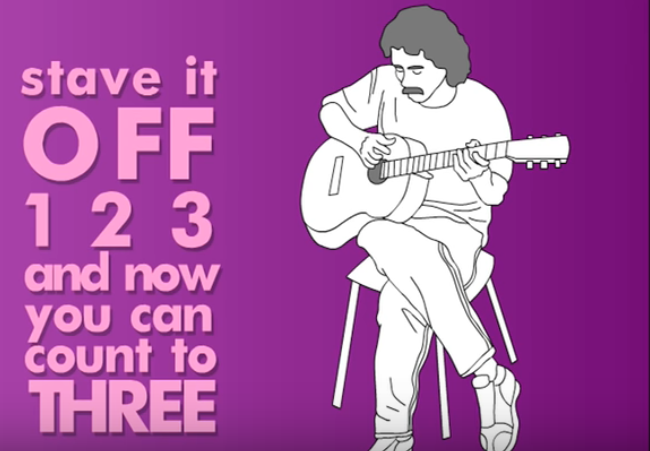 stave it
OFF
1 2 3
and now
you can
count to
THREE